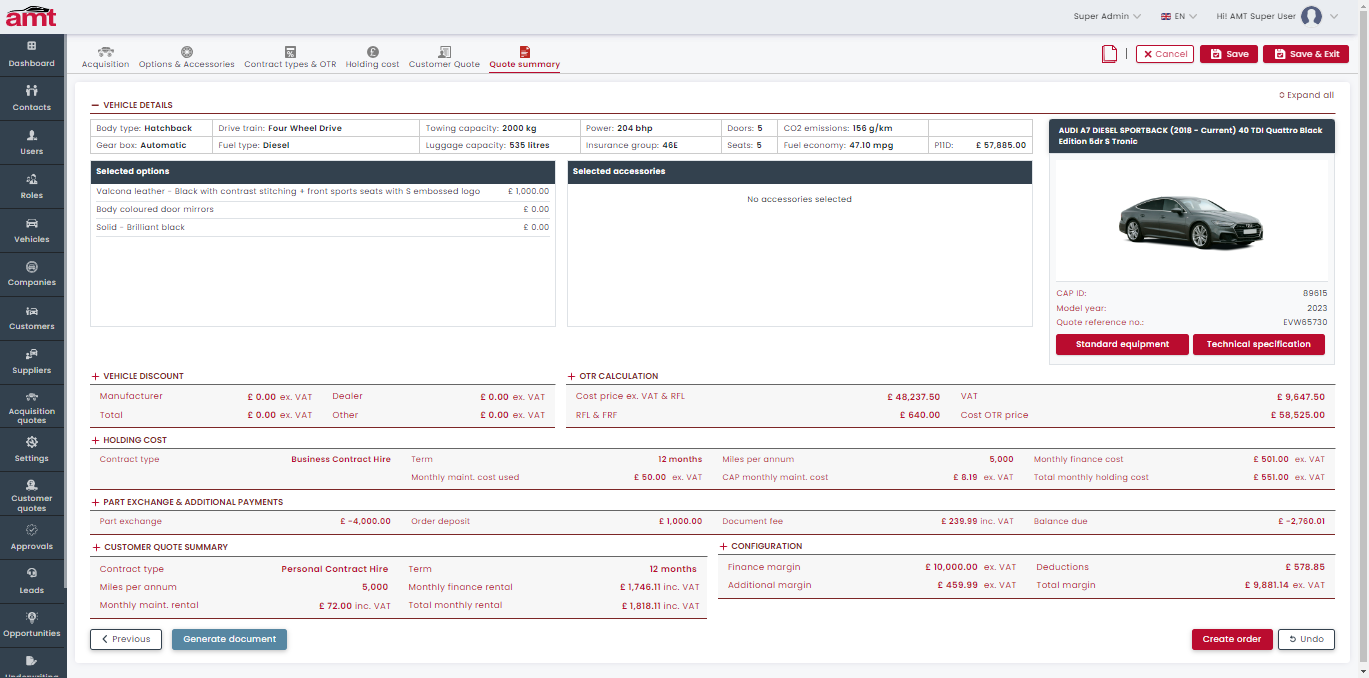 amt
Super Admin
EN
Hi! AMT Super User
Dashboard
Contacts
Users
Roles
Vehicles
Companies
Customers
Suppliers
Acquisition
quotes
Settings
Customer
quotes
Approvals
Leads
Opportunities
Underwriting
Acquisition
Options & Accessories
Contract types & OTR
Holding cost
Customer Quote
Quote summary
Cancel
Save
Save & Exit
Expand all
VEHICLE DETAILS
Body type: Hatchback
Drive train: Four Wheel Drive
Towing capacity: 2000 kg
Power: 204 bhp
Doors: 5
CO2 emissions: 156 g/km
Gear box: Automatic
Fuel type: Diesel
Luggage capacity: 535 litres
Insurance group: 46E
Seats: 5
Fuel economy: 47.10 mpg
P11D: £ 57,885.00
Selected options
Valcona leather - Black with contrast stitching + front sports seats with S embossed logo £ 1,000.00
Body coloured door mirrors £ 0.00
Solid - Brilliant black £ 0.00
Selected accessories
No accessories selected
AUDI A7 DIESEL SPORTBACK (2018 - Current) 40 TDI Quattro Black
Edition 5dr S Tronic
CAP ID: 89615
Model year: 2023
Quote reference no.: EVW65730
Standard equipment
Technical specification
VEHICLE DISCOUNT
Manufacturer £ 0.00 ex. VAT Dealer £ 0.00 ex. VAT
Total £ 0.00 ex. VAT Other £ 0.00 ex. VAT
OTR CALCULATION
Cost price ex. VAT & RFL £ 48,237.50 VAT £ 9,647.50
RFL & FRF £ 640.00 Cost OTR price £ 58,525.00
HOLDING COST
Contract type Business Contract Hire Term 12 months Miles per annum 5,000 Monthly finance cost £ 501.00 ex. VAT
Monthly maint. cost used £ 50.00 ex. VAT CAP monthly maint. cost £ 8.19 ex. VAT Total monthly holding cost £ 551.00 ex. VAT
PART EXCHANGE & ADDITIONAL PAYMENTS
Part exchange £ -4,000.00 Order deposit £ 1,000.00 Document fee £ 239.99 inc. VAT Balance due £ -2,760.01
CUSTOMER QUOTE SUMMARY
Contract type Personal Contract Hire Term 12 months
Miles per annum 5,000 Monthly finance rental £ 1,746.11 inc. VAT
Monthly maint. rental £ 72.00 inc. VAT Total monthly rental £ 1,818.11 inc. VAT
CONFIGURATION
Finance margin £ 10,000.00 ex. VAT Deductions £ 578.85
Additional margin £ 459.99 ex. VAT Total margin £ 9,881.14 ex. VAT
Previous
Generate document
Create order
Undo